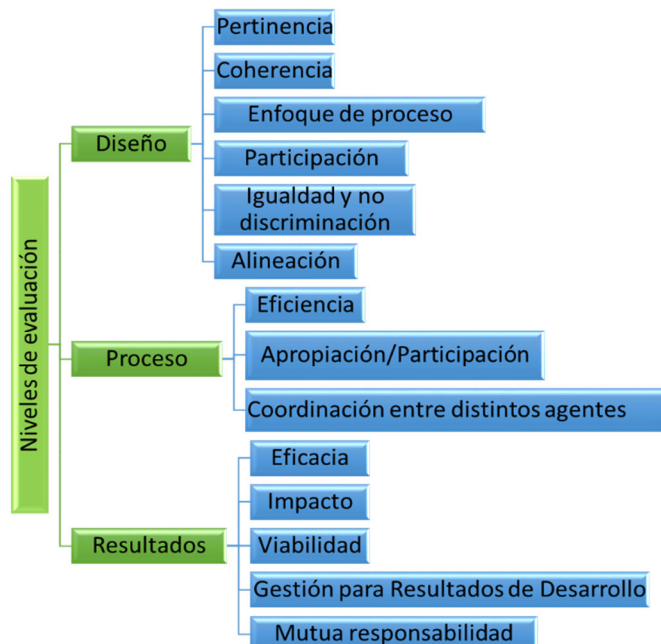 Niveles de evaluación
Diseño
Pertinencia
Coherencia
Enfoque de proceso
Participación
Igualdad y no
discriminación
Alineación
Proceso
Eficiencia
Apropiación/Participación
Coordinación entre distintos agentes
Resultados
Eficacia
Impacto
Viabilidad
Gestión para Resultados de Desarrollo
Mutua responsabilidad